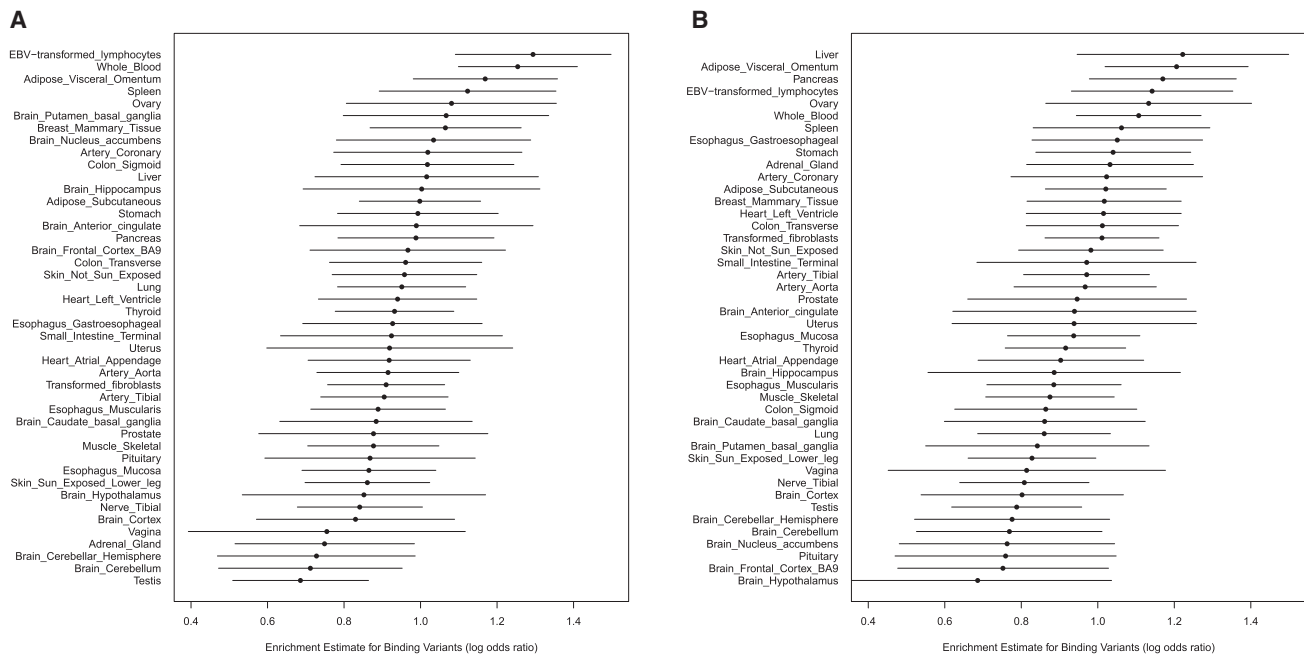 A
EBV−transformed_lymphocytes
Whole_Blood
Adipose_Visceral_Omentum
Spleen
Ovary
Brain_Putamen_basal_ganglia
Breast_Mammary_Tissue
Brain_Nucleus_accumbens
Artery_Coronary
Colon_Sigmoid
Liver
Brain_Hippocampus
Adipose_Subcutaneous
Stomach
Brain_Anterior_cingulate
Pancreas
Brain_Frontal_Cortex_BA9
Colon_Transverse
Skin_Not_Sun_Exposed
Lung
Heart_Left_Ventricle
Thyroid
Esophagus_Gastroesophageal
Small_Intestine_Terminal
Uterus
Heart_Atrial_Appendage
Artery_Aorta
Transformed_fibroblasts
Artery_Tibial
Esophagus_Muscularis
Brain_Caudate_basal_ganglia
Prostate
Muscle_Skeletal
Pituitary
Esophagus_Mucosa
Skin_Sun_Exposed_Lower_leg
Brain_Hypothalamus
Nerve_Tibial
Brain_Cortex
Vagina
Adrenal_Gland
Brain_Cerebellar_Hemisphere
Brain_Cerebellum
Testis
0.4 0.6 0.8 1.0 1.2 1.4
Enrichment Estimate for Binding Variants (log odds ratio)
B
Liver
Adipose_Visceral_Omentum
Pancreas
EBV−transformed_lymphocytes
Ovary
Whole_Blood
Spleen
Esophagus_Gastroesophageal
Stomach
Adrenal_Gland
Artery_Coronary
Adipose_Subcutaneous
Breast_Mammary_Tissue
Heart_Left_Ventricle
Colon_Transverse
Transformed_fibroblasts
Skin_Not_Sun_Exposed
Small_Intestine_Terminal
Artery_Tibial
Artery_Aorta
Prostate
Brain_Anterior_cingulate
Uterus
Esophagus_Mucosa
Thyroid
Heart_Atrial_Appendage
Brain_Hippocampus
Esophagus_Muscularis
Muscle_Skeletal
Colon_Sigmoid
Brain_Caudate_basal_ganglia
Lung
Brain_Putamen_basal_ganglia
Skin_Sun_Exposed_Lower_leg
Vagina
Nerve_Tibial
Brain_Cortex
Testis
Brain_Cerebellar_Hemisphere
Brain_Cerebellum
Brain_Nucleus_accumbens
Pituitary
Brain_Frontal_Cortex_BA9
Brain_Hypothalamus
0.4 0.6 0.8 1.0 1.2 1.4
Enrichment Estimate for Binding Variants (log odds ratio)